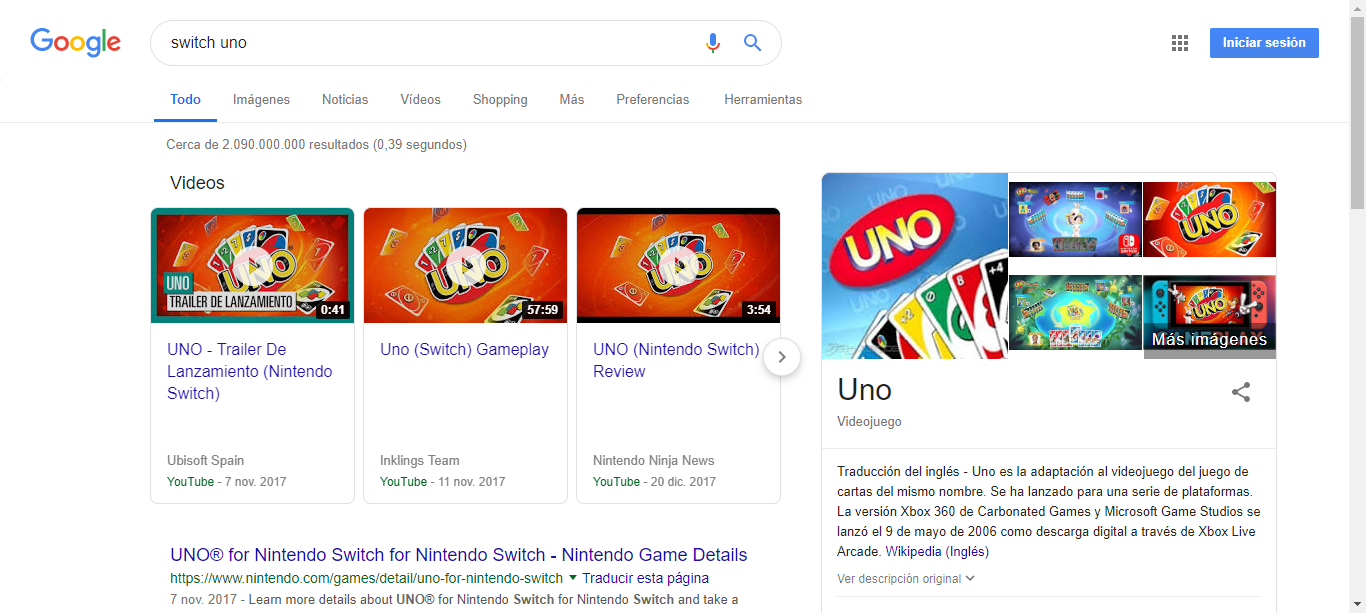 Google
switch uno
Iniciar sesión
Todo
Imágenes
Noticias
Vídeos
Shopping
Más
Preferencias
Herramientas
Cerca de 2.090.000.000 resultados (0,39 segundos)
Videos
UNO
UNO
TRAILER DE LANZAMIENTO
0:41
UNO - Trailer De
Lanzamiento (Nintendo
Switch)
Ubisoft Spain
YouTube - 7 nov. 2017
UNO
57:59
Uno (Switch) Gameplay
Inklings Team
YouTube - 11 nov. 2017
UNO
3:54
UNO (Nintendo Switch)
Review
Nintendo Ninja News
YouTube - 20 dic. 2017
UNO® for Nintendo Switch for Nintendo Switch - Nintendo Game Details
https://www.nintendo.com/games/detail/uno-for-nintendo-switch ▼ Traducir esta página
7 nov. 2017 - Learn more details about UNO® for Nintendo Switch for Nintendo Switch and take a
UNO
+4
UNO
UNO
Más imágenes
Uno
Videojuego
Traducción del inglés - Uno es la adaptación al videojuego del juego de
cartas del mismo nombre. Se ha lanzado para una serie de plataformas.
La versión Xbox 360 de Carbonated Games y Microsoft Game Studios se
lanzó el 9 de mayo de 2006 como descarga digital a través de Xbox Live
Arcade. Wikipedia (Inglés)
Ver descripción original